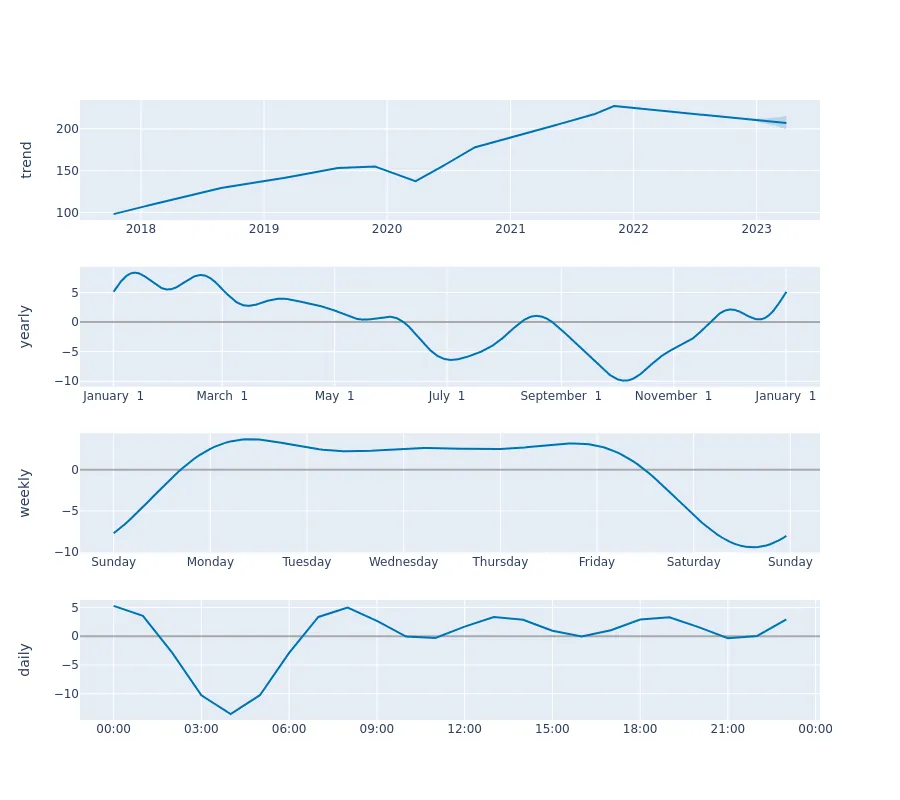 trend
200
150
100
2018 2019 2020 2021 2022 2023
yearly
5
0
−5
−10
January 1 March 1 May 1 July 1 September 1 November 1 January 1
weekly
0
−5
−10
Sunday Monday Tuesday Wednesday Thursday Friday Saturday Sunday
daily
5
0
−5
−10
00:00 03:00 06:00 09:00 12:00 15:00 18:00 21:00 00:00